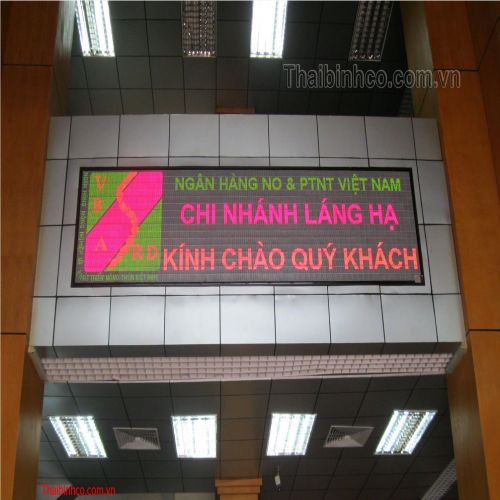 Thaibinhco.com.vn
NGÂN HÀNG NO & PTNT VIỆT NAM
CHI NHÁNH LÁNG HẠ
KÍNH CHÀO QUÝ KHÁCH
VBARD
Thaibinhco.com.vn